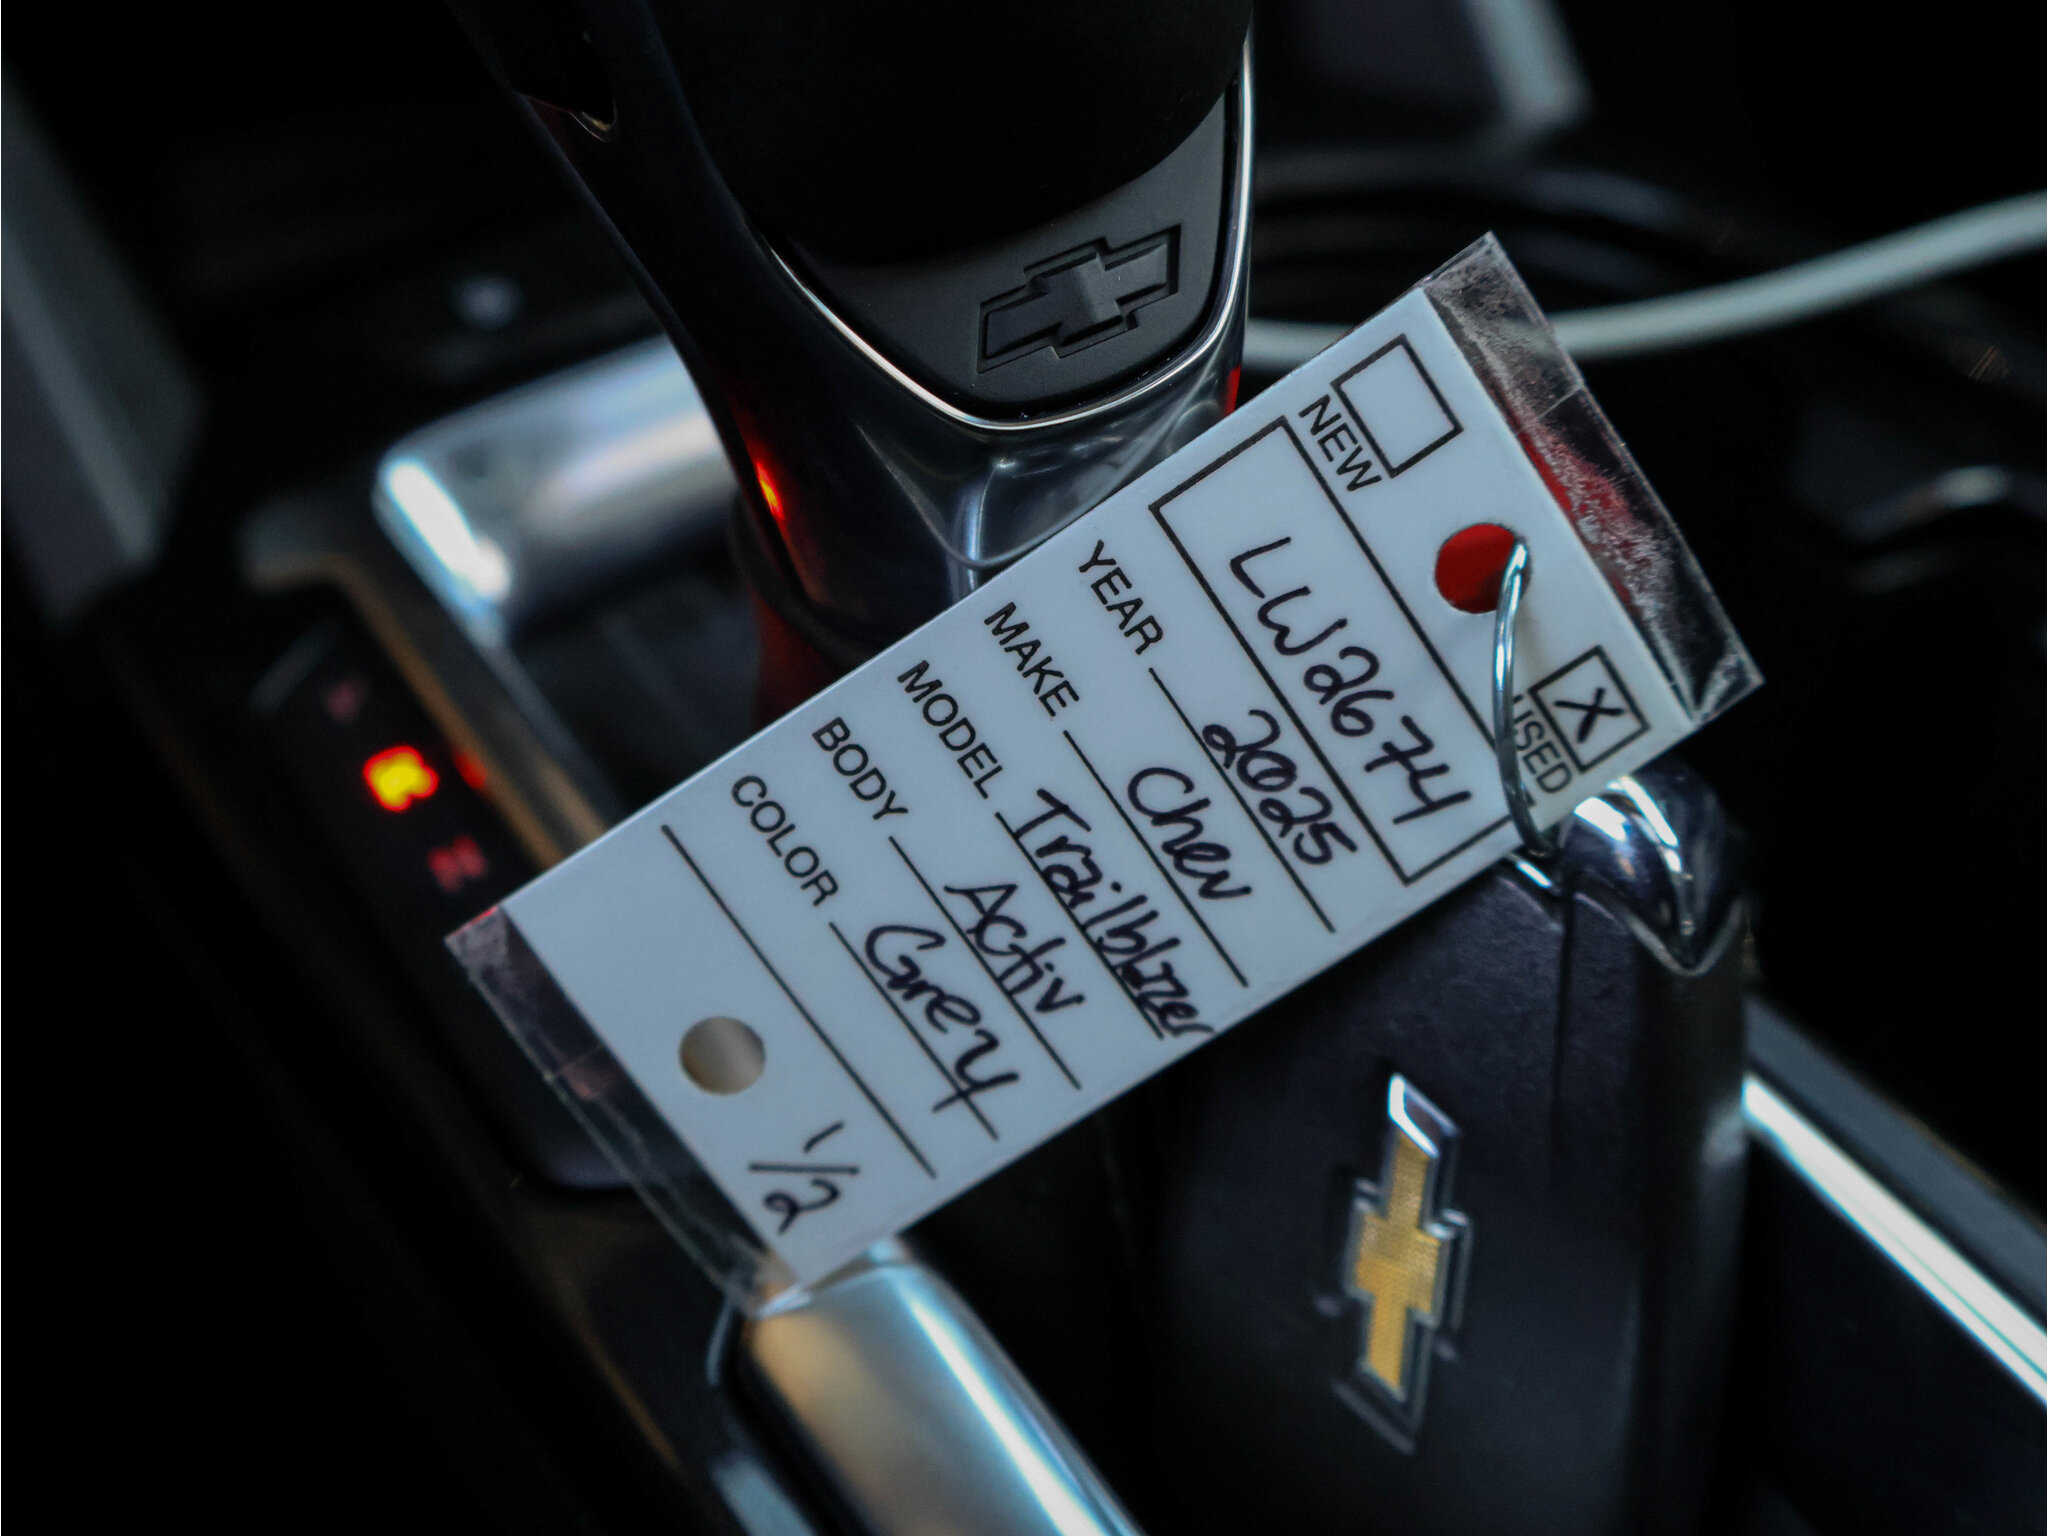 NEW
X USED
LW2674
YEAR 2025
MAKE Chev
MODEL Trailblazer
BODY Activ
COLOR Grey
1/2